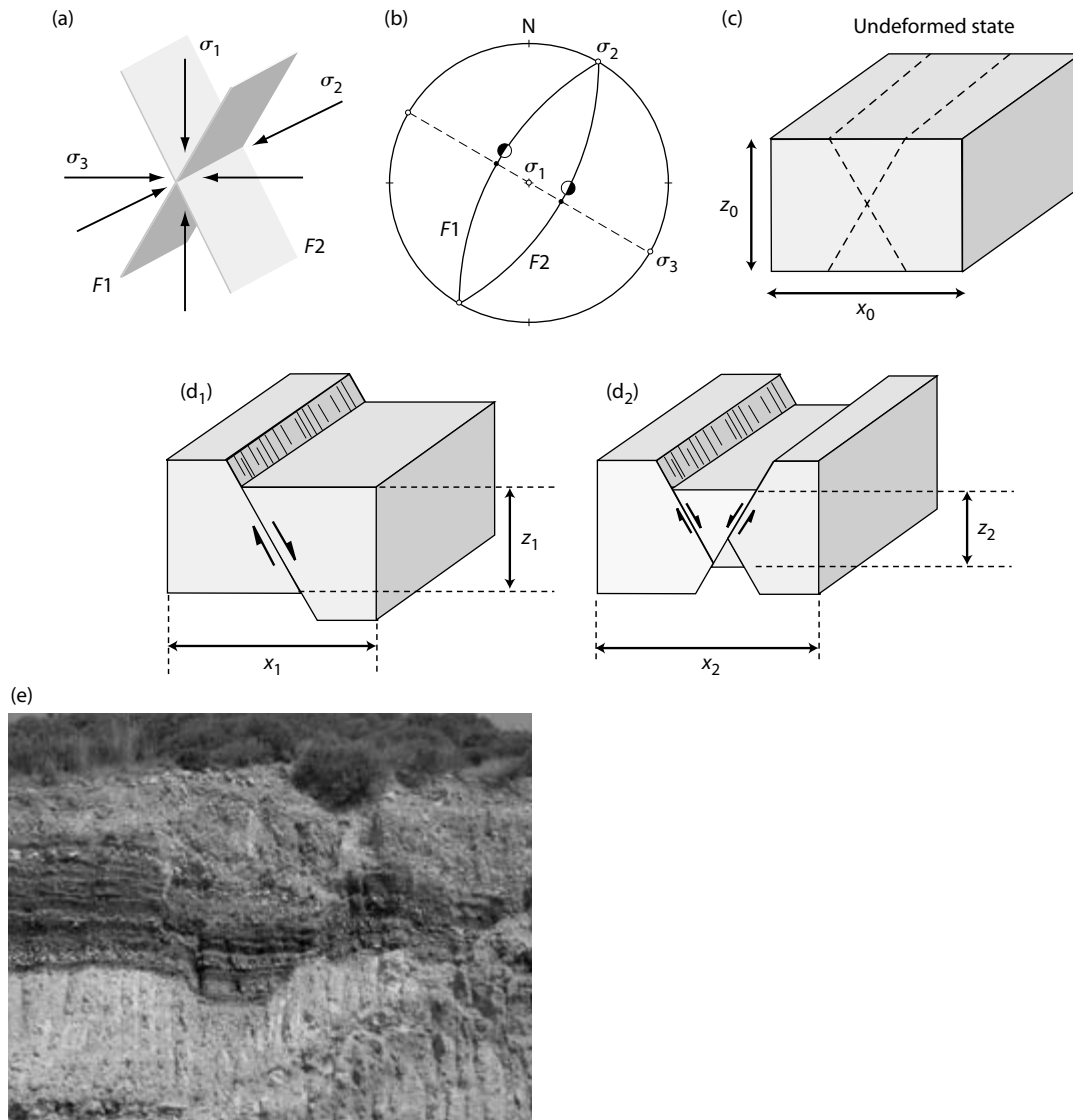 (a)
σ1
σ2
σ3
F1
F2
(b)
N
σ2
σ1
F1
F2
σ3
(c)
Undeformed state
z0
x0
(d1)
z1
x1
(d2)
z2
x2
(e)